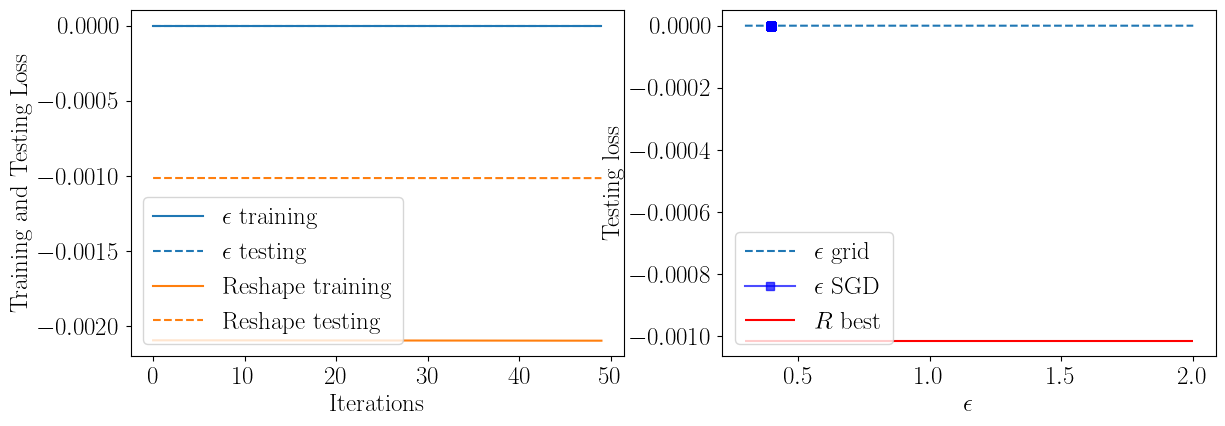 0.0000
−0.0005
−0.0010
−0.0015
−0.0020
Training and Testing Loss
ϵ training
ϵ testing
Reshape training
Reshape testing
0 10 20 30 40 50
Iterations
0.0000
−0.0002
−0.0004
−0.0006
−0.0008
−0.0010
Testing loss
ϵ grid
ϵ SGD
R best
0.5 1.0 1.5 2.0
ϵ